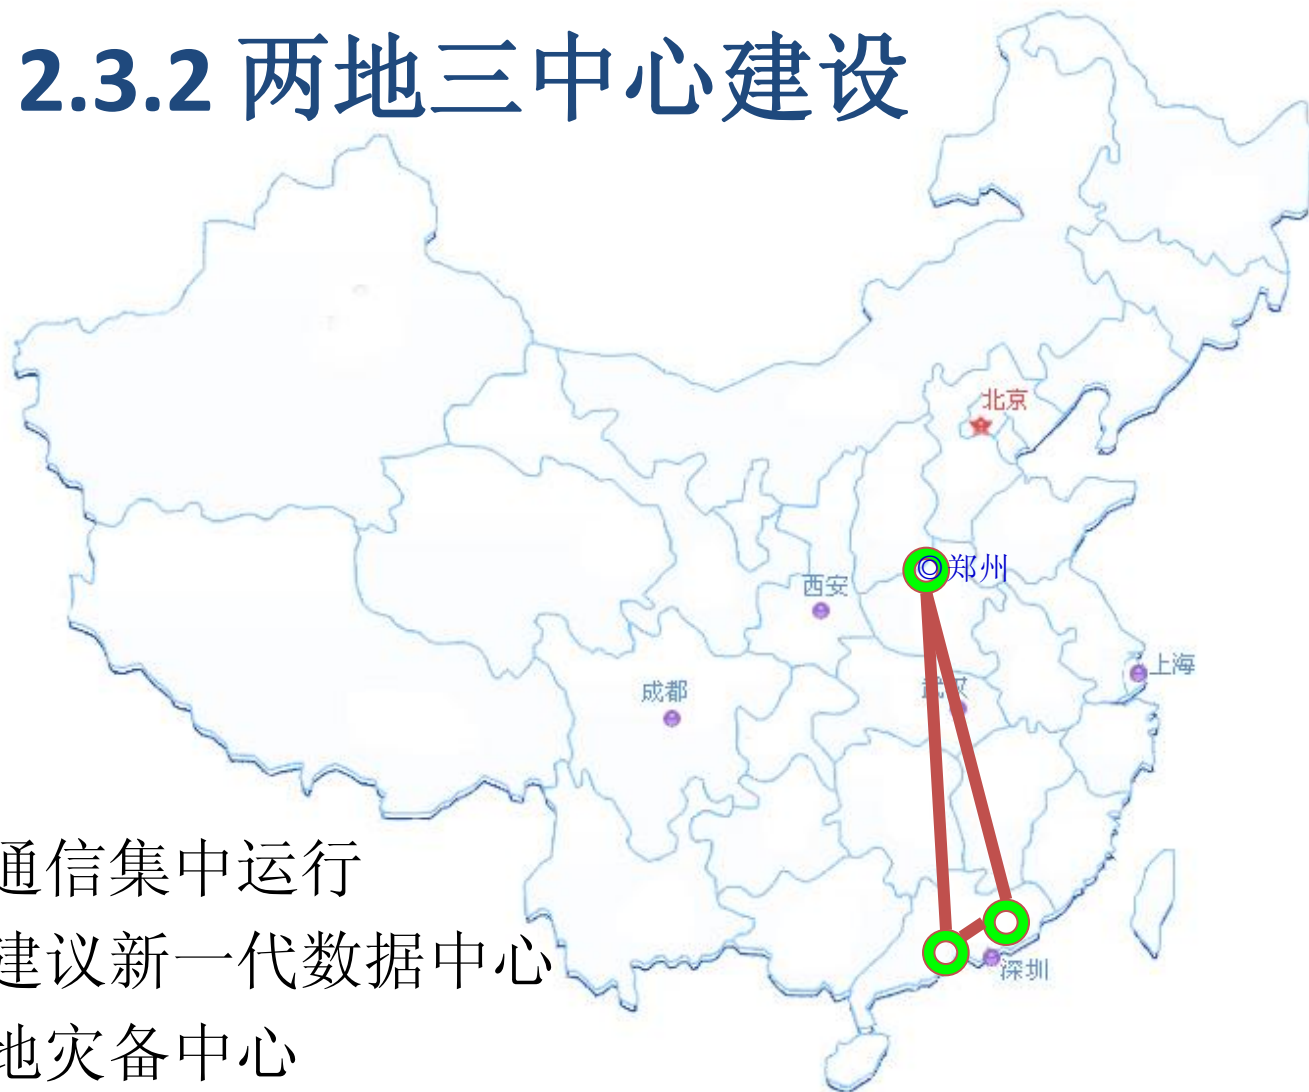 2.3.2 两地三中心建设
北京
郑州
西安
上海
成都
武汉
通信集中运行
建议新一代数据中心
深圳
地灾备中心